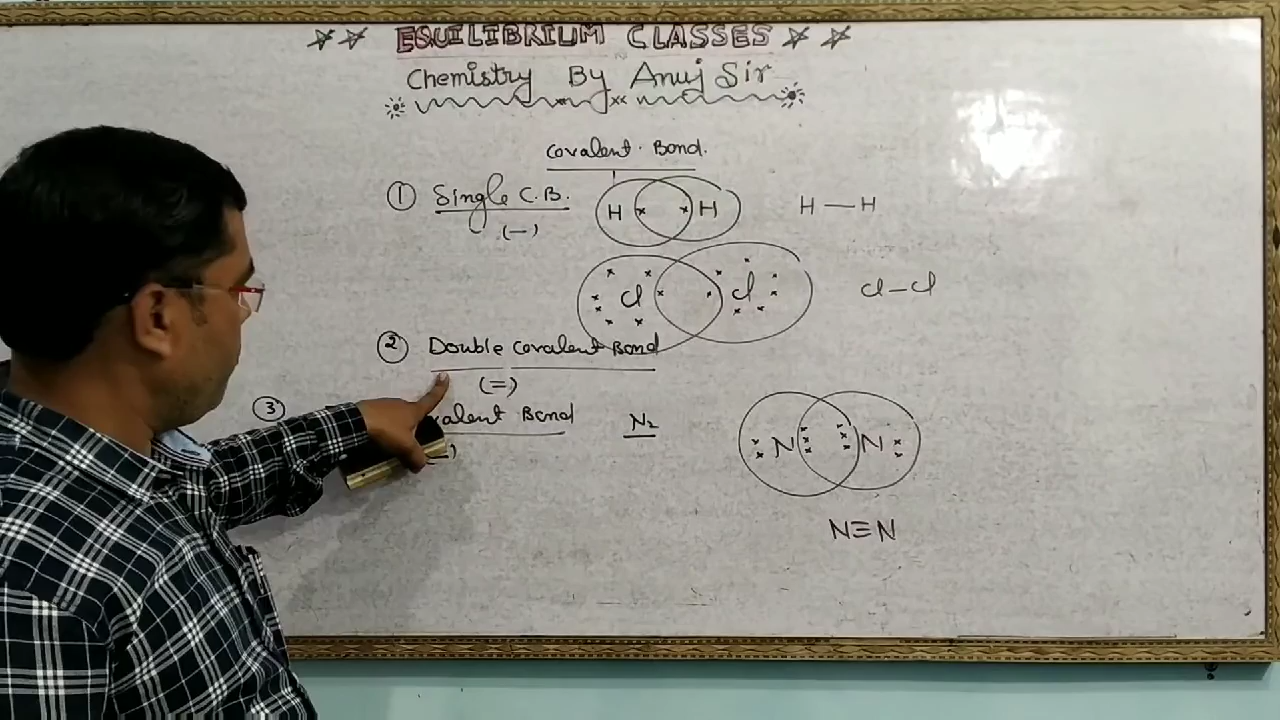 EQUILIBRIUM CLASSES
Chemistry By Anuj Sir
Covalent Bond.
① Single C.B.
(—)
H H
H—H
Cl Cl
Cl—Cl
② Double Covalent Bond
(=)
③ Bond
N₂
N N
N≡N